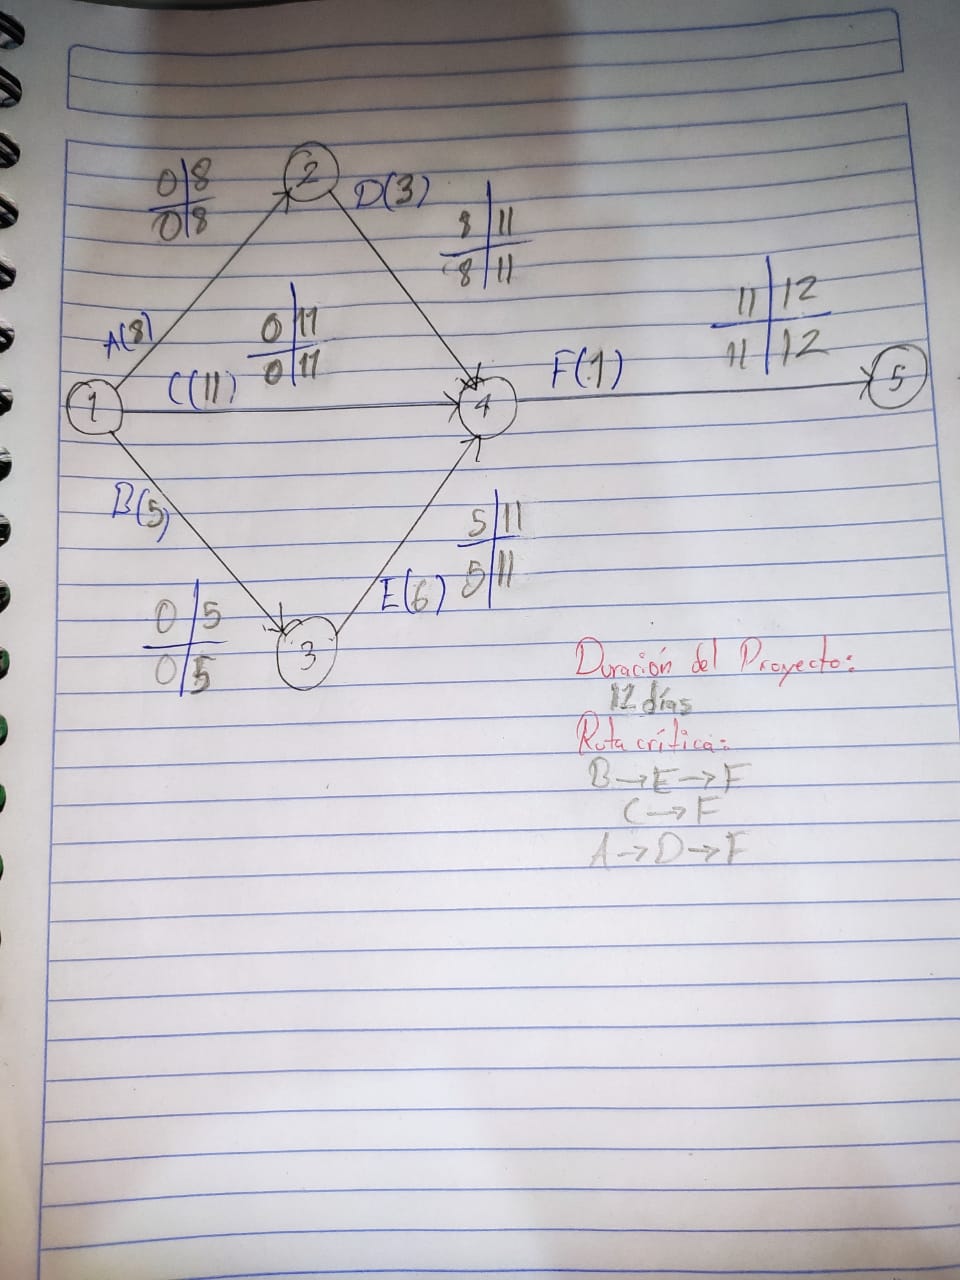 2
0 | 8
0 | 8
D(3)
8 | 11
8 | 11
11 | 12
11 | 12
A(8)
0 | 11
0 | 11
C(11)
F(1)
1
4
5
B(5)
5 | 11
5 | 11
E(6)
0 | 5
0 | 5
3
Duración del Proyecto:
12 días
Ruta crítica:
B→E→F
C→F
A→D→F